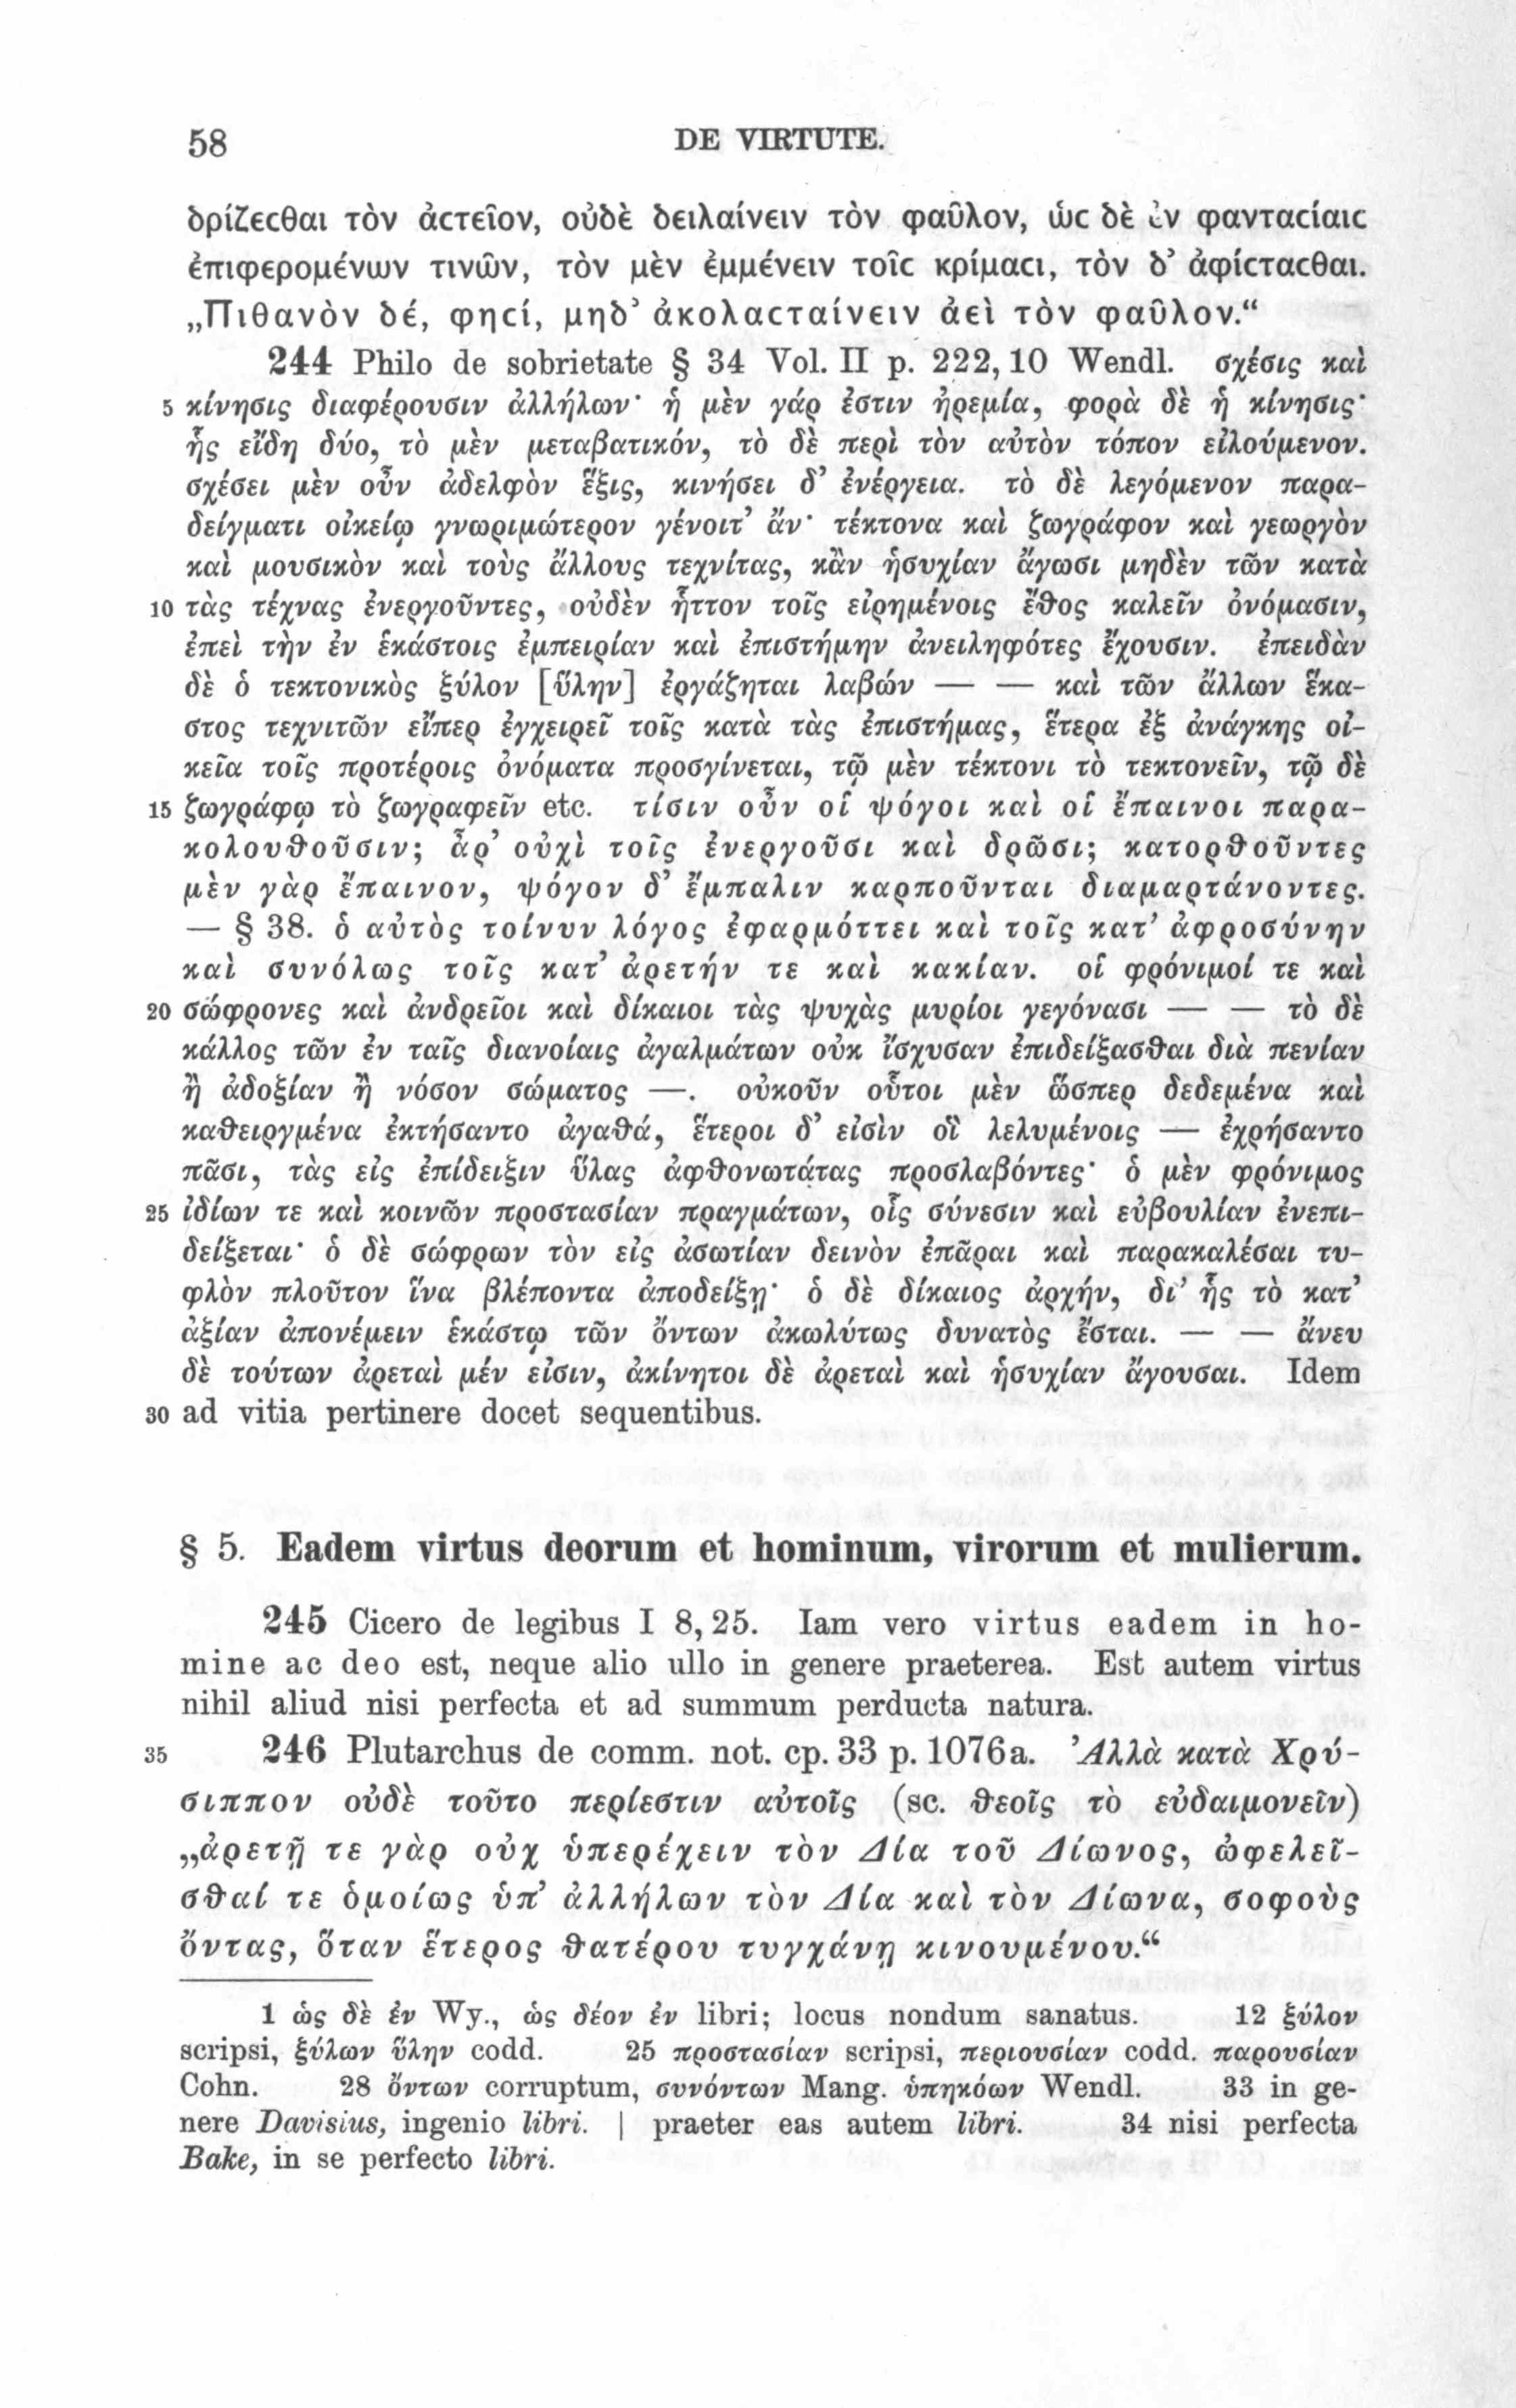 58 DE VIRTUTE.
δρίζεϲθαι τὸν ἀϲτεῖον, οὐδὲ δειλαίνειν τὸν φαῦλον, ὡϲ δὲ ἐν φανταϲίαιϲ
ἐπιφερομένων τινῶν, τὸν μὲν ἐμμένειν τοῖϲ κρίμαϲι, τὸν δ’ ἀφίϲταϲθαι.
„Πιθανὸν δέ, φηϲί, μηδ’ ἀκολαϲταίνειν ἀεὶ τὸν φαῦλον.“
244 Philo de sobrietate § 34 Vol. II p. 222,10 Wendl. σχέσις καὶ
5 κίνησις διαφέρουσιν ἀλλήλων· ἡ μὲν γάρ ἐστιν ἠρεμία, φορὰ δὲ ἡ κίνησις·
ἧς εἴδη δύο, τὸ μὲν μεταβατικόν, τὸ δὲ περὶ τὸν αὐτὸν τόπον εἰλούμενον.
σχέσει μὲν οὖν ἀδελφὸν ἕξις, κινήσει δ’ ἐνέργεια. τὸ δὲ λεγόμενον παρα-
δείγματι οἰκείῳ γνωριμώτερον γένοιτ’ ἄν· τέκτονα καὶ ζωγράφον καὶ γεωργὸν
καὶ μουσικὸν καὶ τοὺς ἄλλους τεχνίτας, κἂν ἡσυχίαν ἄγωσι μηδὲν τῶν κατὰ
10 τὰς τέχνας ἐνεργοῦντες, οὐδὲν ἧττον τοῖς εἰρημένοις ἔθος καλεῖν ὀνόμασιν,
ἐπεὶ τὴν ἐν ἑκάστοις ἐμπειρίαν καὶ ἐπιστήμην ἀνειληφότες ἔχουσιν. ἐπειδὰν
δὲ ὁ τεκτονικὸς ξύλον [ὕλην] ἐργάζηται λαβών — — καὶ τῶν ἄλλων ἕκα-
στος τεχνιτῶν εἴπερ ἐγχειρεῖ τοῖς κατὰ τὰς ἐπιστήμας, ἕτερα ἐξ ἀνάγκης οἰ-
κεῖα τοῖς προτέροις ὀνόματα προσγίνεται, τῷ μὲν τέκτονι τὸ τεκτονεῖν, τῷ δὲ
15 ζωγράφῳ τὸ ζωγραφεῖν etc. τίσιν οὖν οἱ ψόγοι καὶ οἱ ἔπαινοι παρα-
κολουθοῦσιν; ἆρ’ οὐχὶ τοῖς ἐνεργοῦσι καὶ δρῶσι; κατορθοῦντες
μὲν γὰρ ἔπαινον, ψόγον δ’ ἔμπαλιν καρποῦνται διαμαρτάνοντες.
— § 38. ὁ αὐτὸς τοίνυν λόγος ἐφαρμόττει καὶ τοῖς κατ’ ἀφροσύνην
καὶ συνόλως τοῖς κατ’ ἀρετήν τε καὶ κακίαν. οἱ φρόνιμοί τε καὶ
20 σώφρονες καὶ ἀνδρεῖοι καὶ δίκαιοι τὰς ψυχὰς μυρίοι γεγόνασι — — τὸ δὲ
κάλλος τῶν ἐν ταῖς διανοίαις ἀγαλμάτων οὐκ ἴσχυσαν ἐπιδείξασθαι διὰ πενίαν
ἢ ἀδοξίαν ἢ νόσον σώματος —. οὐκοῦν οὗτοι μὲν ὥσπερ δεδεμένα καὶ
καθειργμένα ἐκτήσαντο ἀγαθά, ἕτεροι δ’ εἰσὶν οἳ λελυμένοις — ἐχρήσαντο
πᾶσι, τὰς εἰς ἐπίδειξιν ὕλας ἀφθονωτάτας προσλαβόντες· ὁ μὲν φρόνιμος
25 ἰδίων τε καὶ κοινῶν προστασίαν πραγμάτων, οἷς σύνεσιν καὶ εὐβουλίαν ἐνεπι-
δείξεται· ὁ δὲ σώφρων τὸν εἰς ἀσωτίαν δεινὸν ἐπᾶραι καὶ παρακαλέσαι τυ-
φλὸν πλοῦτον ἵνα βλέποντα ἀποδείξῃ· ὁ δὲ δίκαιος ἀρχήν, δι’ ἧς τὸ κατ’
ἀξίαν ἀπονέμειν ἑκάστῳ τῶν ὄντων ἀκωλύτως δυνατὸς ἔσται. — — ἄνευ
δὲ τούτων ἀρεταὶ μέν εἰσιν, ἀκίνητοι δὲ ἀρεταὶ καὶ ἡσυχίαν ἄγουσαι. Idem
30 ad vitia pertinere docet sequentibus.
§ 5. Eadem virtus deorum et hominum, virorum et mulierum.
245 Cicero de legibus I 8,25. Iam vero virtus eadem in ho-
mine ac deo est, neque alio ullo in genere praeterea. Est autem virtus
nihil aliud nisi perfecta et ad summum perducta natura.
35 246 Plutarchus de comm. not. cp. 33 p. 1076a. Ἀλλὰ κατὰ Χρύ-
σιππον οὐδὲ τοῦτο περίεστιν αὐτοῖς (sc. θεοῖς τὸ εὐδαιμονεῖν)
„ἀρετῇ τε γὰρ οὐχ ὑπερέχειν τὸν Δία τοῦ Δίωνος, ὠφελεῖ-
σθαί τε ὁμοίως ὑπ’ ἀλλήλων τὸν Δία καὶ τὸν Δίωνα, σοφοὺς
ὄντας, ὅταν ἕτερος θατέρου τυγχάνῃ κινουμένου.“
1 ὡς δὲ ἐν Wy., ὡς δέον ἐν libri; locus nondum sanatus. 12 ξύλον
scripsi, ξύλων ὕλην codd. 25 προστασίαν scripsi, περιουσίαν codd. παρουσίαν
Cohn. 28 ὄντων corruptum, συνόντων Mang. ὑπηκόων Wendl. 33 in ge-
nere Davisius, ingenio libri. | praeter eas autem libri. 34 nisi perfecta
Bake, in se perfecto libri.